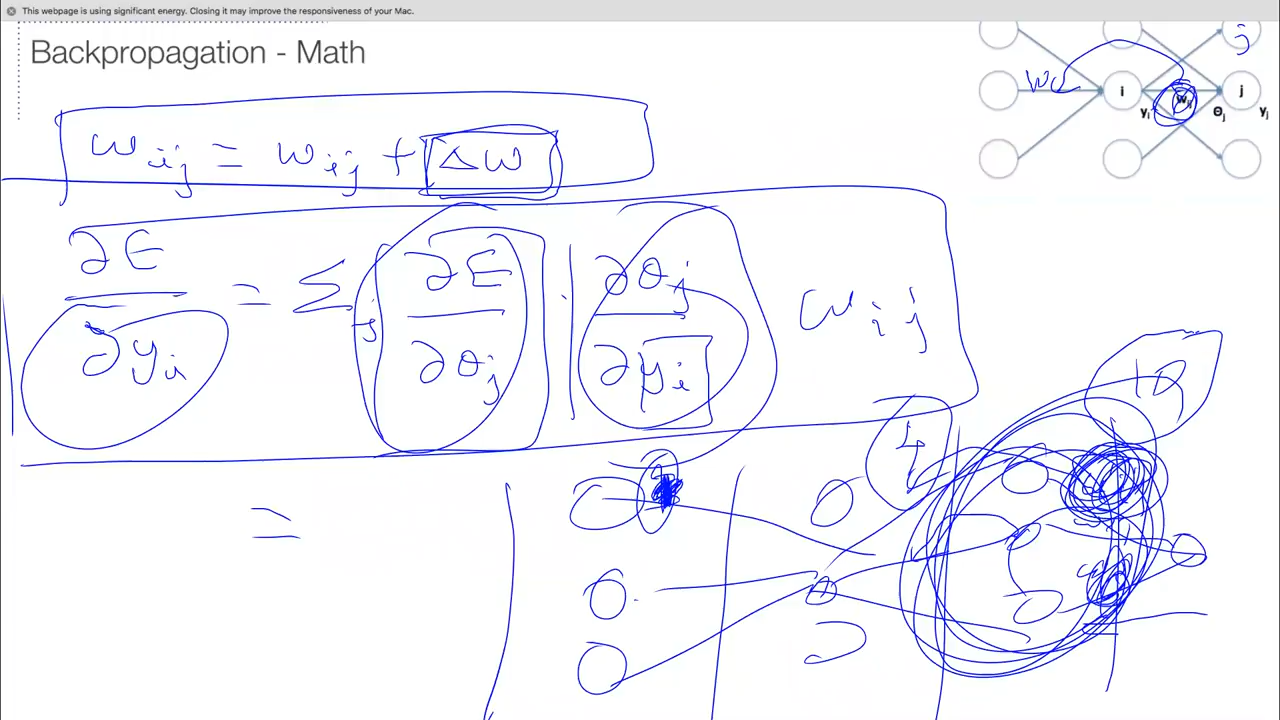 This webpage is using significant energy. Closing it may improve the responsiveness of your Mac.
Backpropagation - Math
j
W
i
w_ij
j
y_i
Θ_j
y_j
w_ij = w_ij + Δw
∂E/∂y_i = Σ_j ∂E/∂θ_j · ∂θ_j/∂y_i w_ij
=